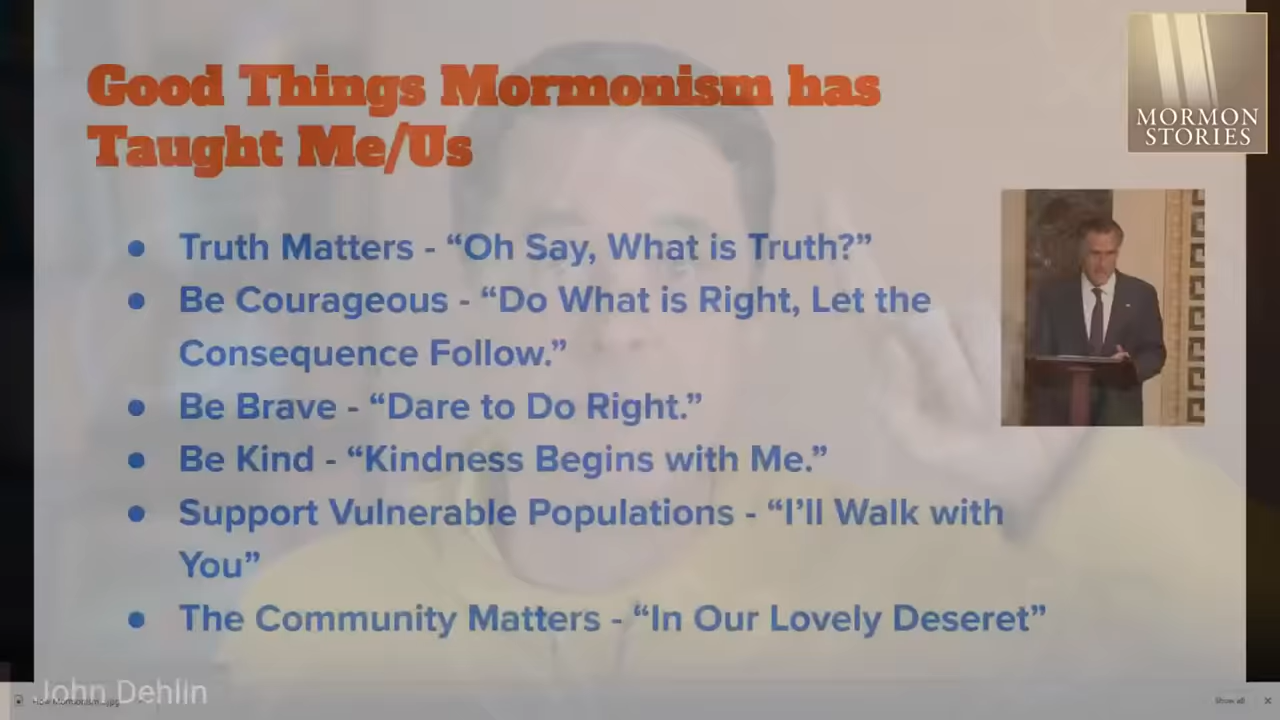 Good Things Mormonism has
Taught Me/Us
MORMON
STORIES
● Truth Matters - “Oh Say, What is Truth?”
● Be Courageous - “Do What is Right, Let the
Consequence Follow.”
● Be Brave - “Dare to Do Right.”
● Be Kind - “Kindness Begins with Me.”
● Support Vulnerable Populations - “I’ll Walk with
You”
● The Community Matters - “In Our Lovely Deseret”
John Dehlin
Show all